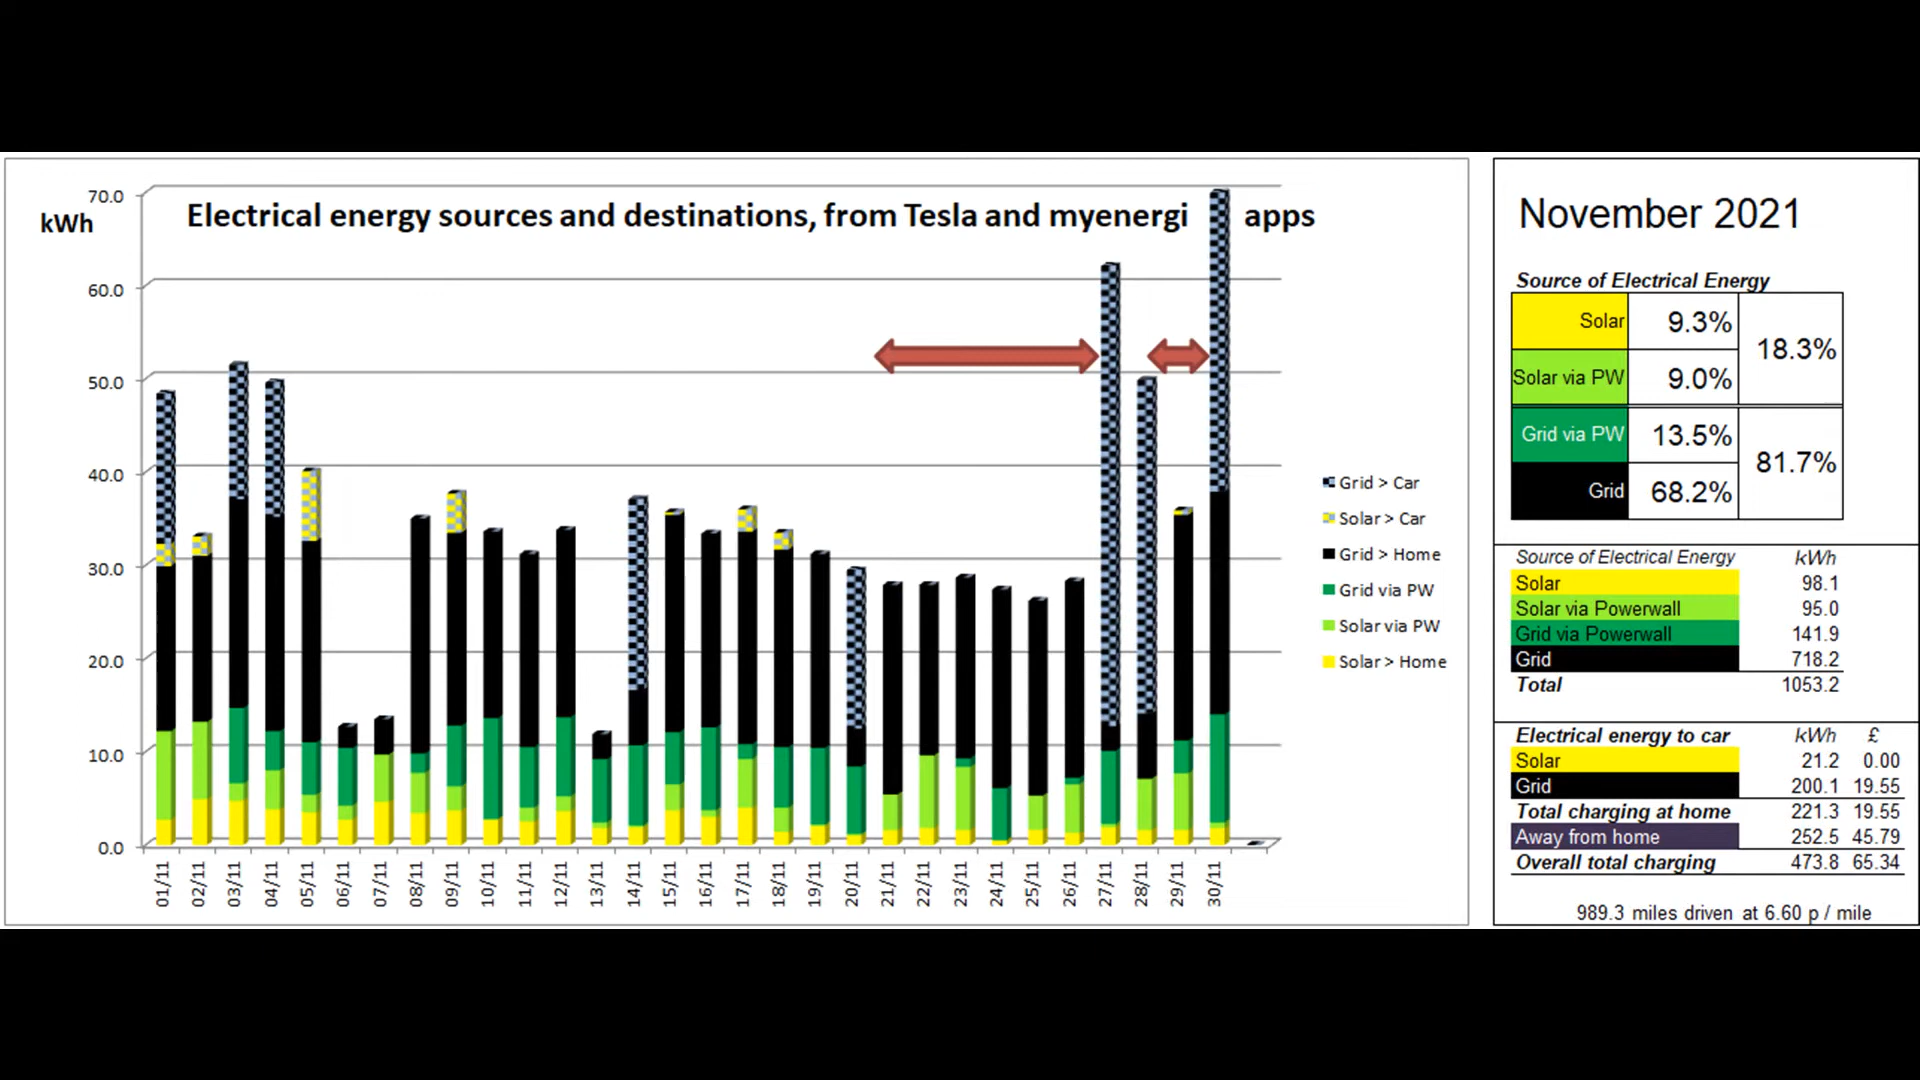 kWh
Electrical energy sources and destinations, from Tesla and myenergi apps
70.0
60.0
50.0
40.0
30.0
20.0
10.0
0.0
01/11
02/11
03/11
04/11
05/11
06/11
07/11
08/11
09/11
10/11
11/11
12/11
13/11
14/11
15/11
16/11
17/11
18/11
19/11
20/11
21/11
22/11
23/11
24/11
25/11
26/11
27/11
28/11
29/11
30/11
Grid > Car
Solar > Car
Grid > Home
Grid via PW
Solar via PW
Solar > Home
November 2021
Source of Electrical Energy
Solar 9.3%
18.3%
Solar via PW 9.0%
Grid via PW 13.5%
81.7%
Grid 68.2%
Source of Electrical Energy kWh
Solar 98.1
Solar via Powerwall 95.0
Grid via Powerwall 141.9
Grid 718.2
Total 1053.2
Electrical energy to car kWh £
Solar 21.2 0.00
Grid 200.1 19.55
Total charging at home 221.3 19.55
Away from home 252.5 45.79
Overall total charging 473.8 65.34
989.3 miles driven at 6.60 p / mile